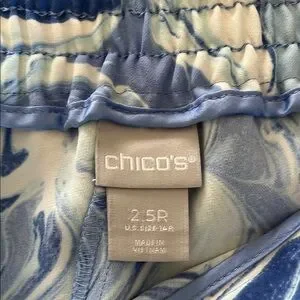 chico's®
2.5R
U.S. SIZE 14R
MADE IN
VIETNAM